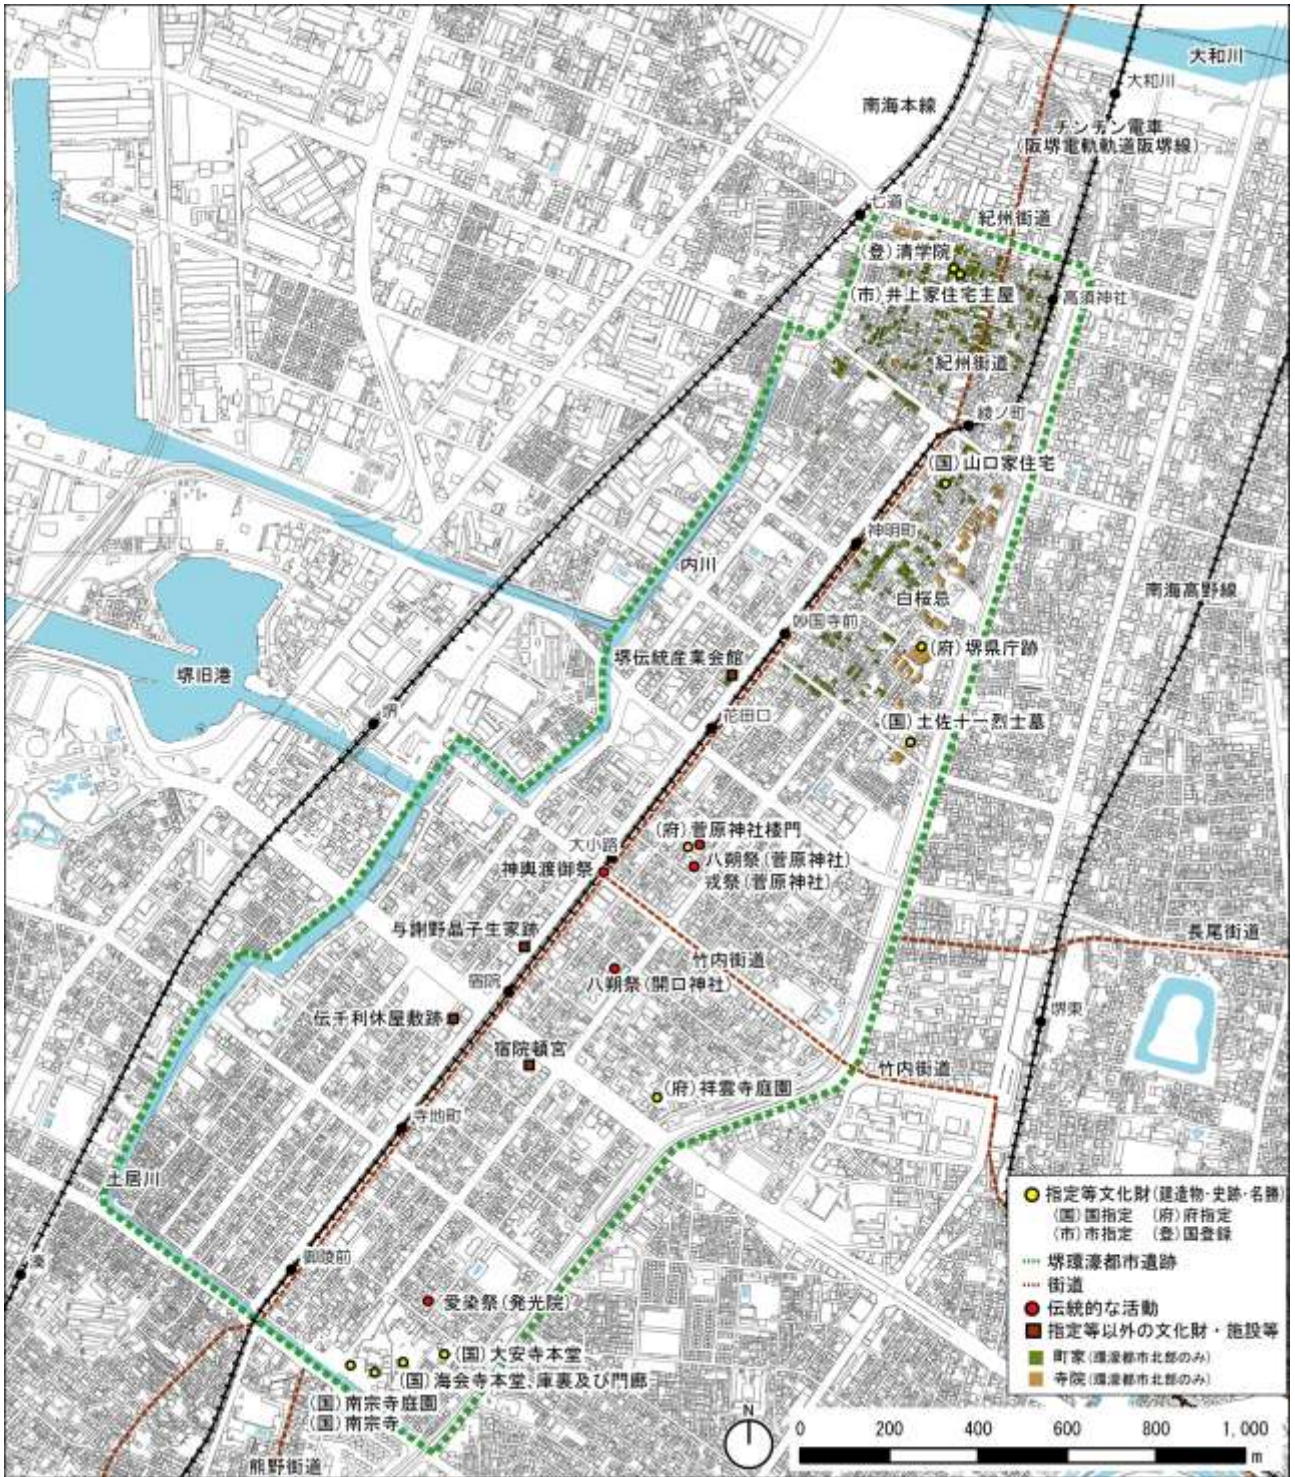 大和川
大和川
南海本線
チンチン電車
(阪堺電軌軌道阪堺線)
七道
紀州街道
(登)清学院
(市)井上家住宅主屋
高須神社
紀州街道
綾ノ町
(国)山口家住宅
神明町
内川
南海高野線
白桜忌
妙国寺前
(府)堺県庁跡
堺伝統産業会館
堺旧港
堺
花田口
(国)土佐十一烈士墓
(府)菅原神社楼門
大小路
八朔祭(菅原神社)
神輿渡御祭
戎祭(菅原神社)
与謝野晶子生家跡
長尾街道
竹内街道
宿院
八朔祭(開口神社)
伝千利休屋敷跡
堺東
宿院頓宮
竹内街道
(府)祥雲寺庭園
寺地町
土居川
御陵前
湊
愛染祭(発光院)
(国)大安寺本堂
(国)海会寺本堂、庫裏及び門廊
(国)南宗寺庭園
(国)南宗寺
熊野街道
指定等文化財(建造物・史跡・名勝)
(国)国指定 (府)府指定
(市)市指定 (登)国登録
堺環濠都市遺跡
街道
伝統的な活動
指定等以外の文化財・施設等
町家(環濠都市北部のみ)
寺院(環濠都市北部のみ)
N
0 200 400 600 800 1,000
m